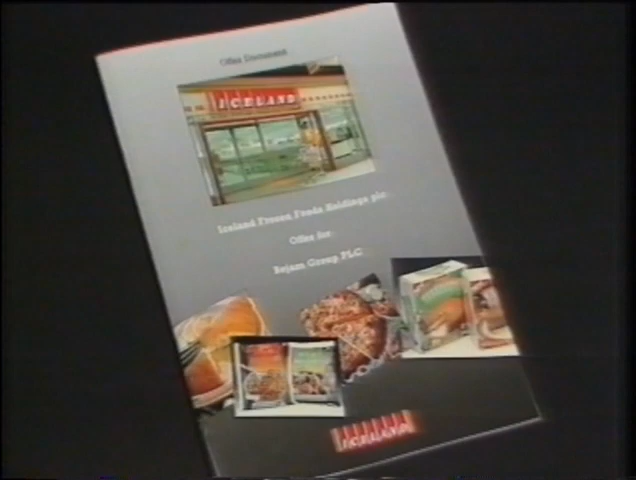 Offer Document
ICELAND
Iceland Frozen Foods Holdings plc
Offer for
Bejam Group PLC
ICELAND